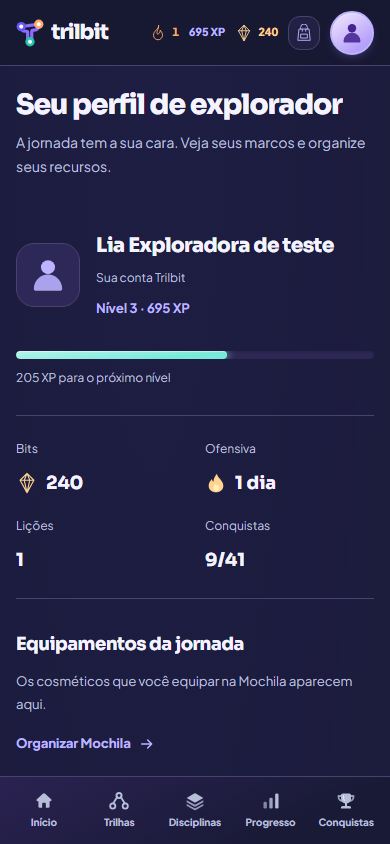 trilbit 1 695 XP 240
Seu perfil de explorador
A jornada tem a sua cara. Veja seus marcos e organize
seus recursos.
Lia Exploradora de teste
Sua conta Trilbit
Nível 3 · 695 XP
205 XP para o próximo nível
Bits Ofensiva
240 1 dia
Lições Conquistas
1 9/41
Equipamentos da jornada
Os cosméticos que você equipar na Mochila aparecem
aqui.
Organizar Mochila →
Início Trilhas Disciplinas Progresso Conquistas